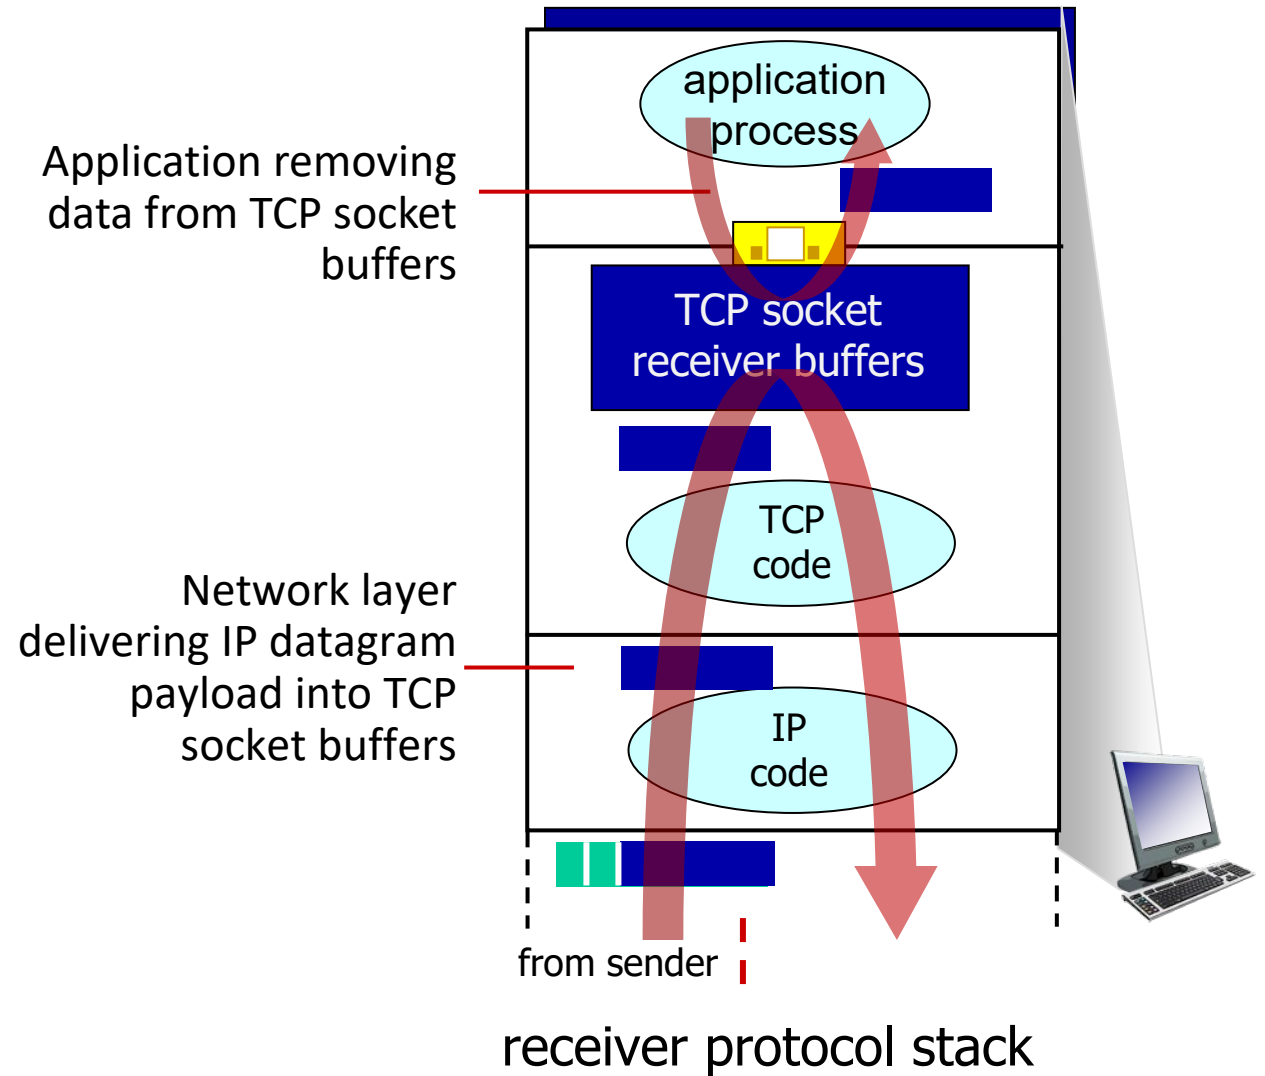 application
process
Application removing
data from TCP socket
buffers
TCP socket
receiver buffers
TCP
code
Network layer
delivering IP datagram
payload into TCP
socket buffers
IP
code
from sender
receiver protocol stack